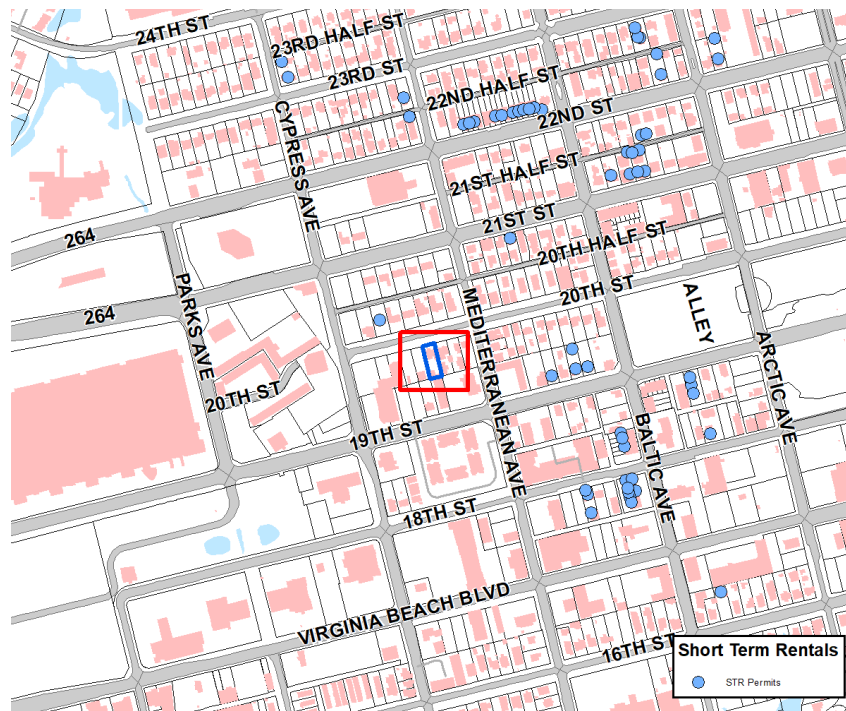 24TH ST
23RD HALF ST
23RD ST
22ND HALF ST
22ND ST
CYPRESS AVE
21ST HALF ST
21ST ST
20TH HALF ST
264
264
PARKS AVE
20TH ST
MEDITERRANEAN AVE
ALLEY
ARCTIC AVE
20TH ST
19TH ST
BALTIC AVE
18TH ST
VIRGINIA BEACH BLVD
16TH ST
Short Term Rentals
STR Permits